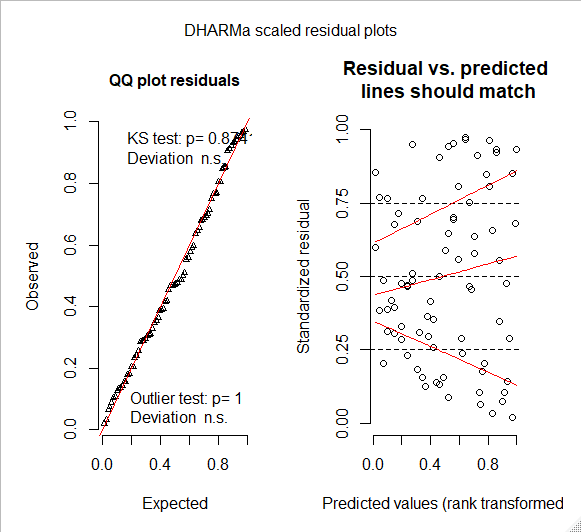 DHARMa scaled residual plots
QQ plot residuals
KS test: p= 0.874
Deviation n.s.
Outlier test: p= 1
Deviation n.s.
Observed
0.0 0.2 0.4 0.6 0.8 1.0
0.0 0.4 0.8
Expected
Residual vs. predicted
lines should match
Standardized residual
0.00 0.25 0.50 0.75 1.00
0.0 0.4 0.8
Predicted values (rank transformed